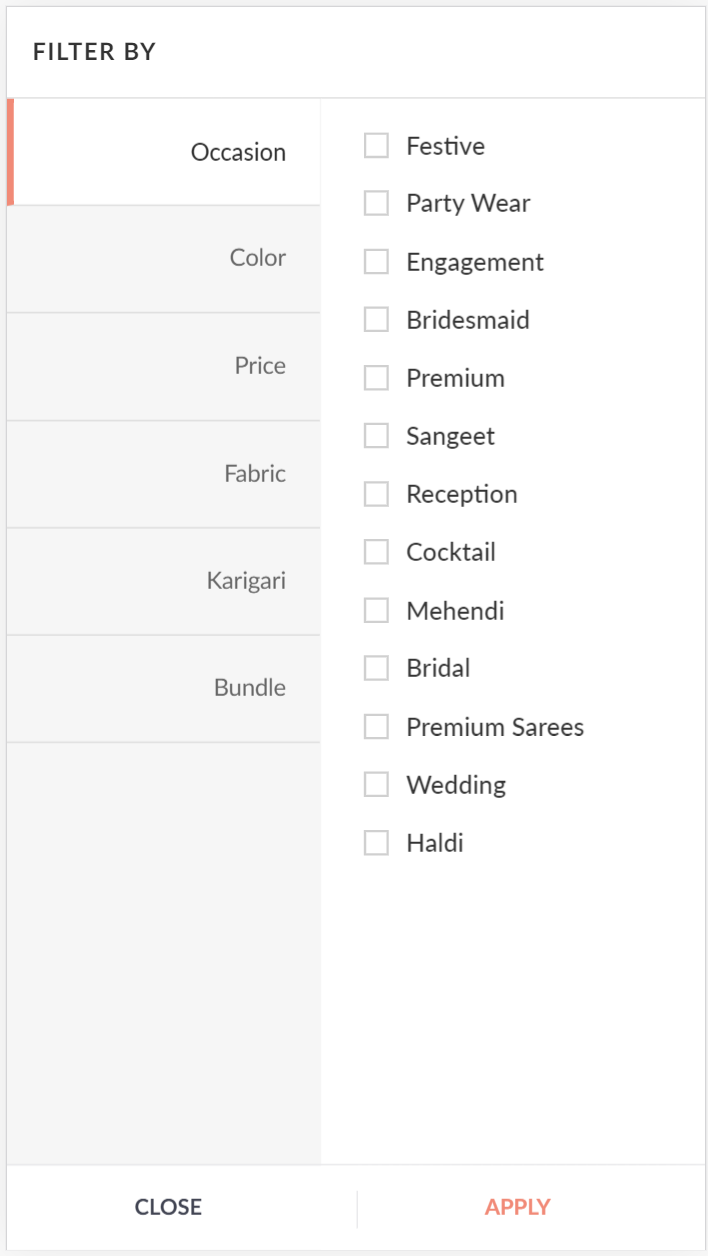 FILTER BY
Occasion
Color
Price
Fabric
Karigari
Bundle
Festive
Party Wear
Engagement
Bridesmaid
Premium
Sangeet
Reception
Cocktail
Mehendi
Bridal
Premium Sarees
Wedding
Haldi
CLOSE
APPLY